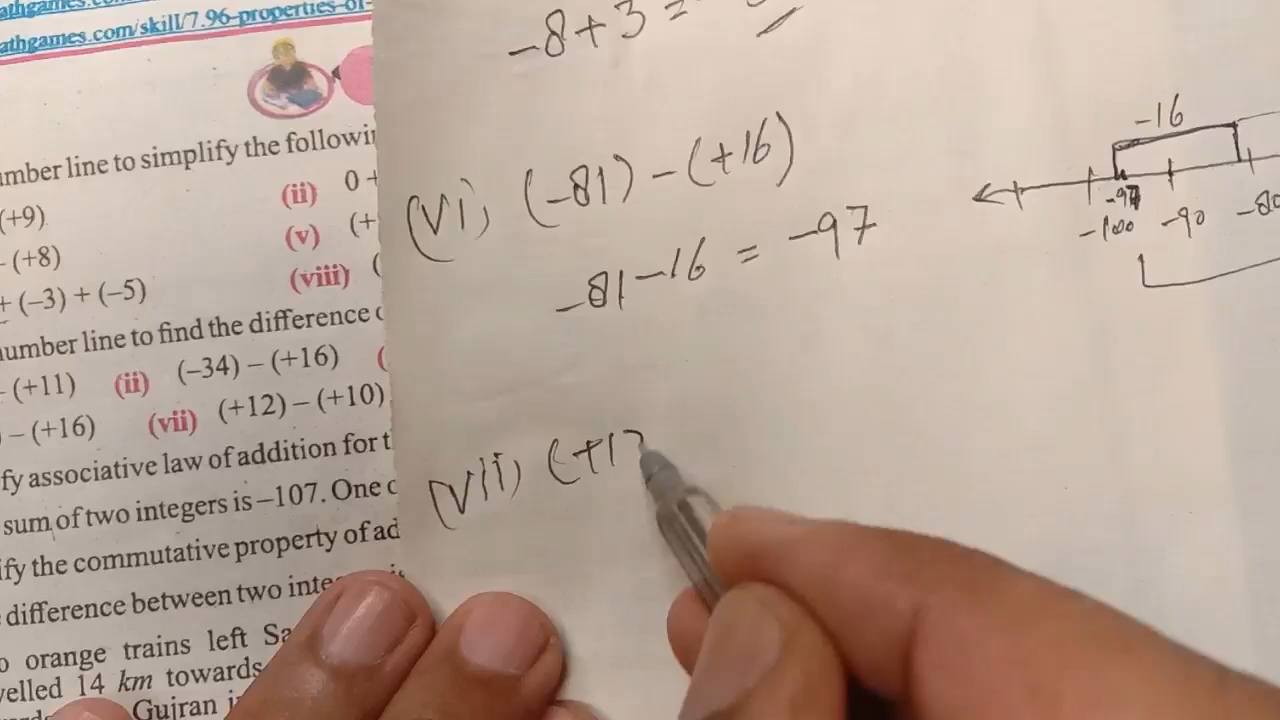 athgames.com/skill/7.96-properties-of-
umber line to simplify the followi
(+9) (ii) 0 +
-(+8) (v) (+
+ (-3) + (-5) (viii) (
number line to find the difference
- (+11) (ii) (-34) – (+16) (
) – (+16) (vii) (+12) – (+10)
fy associative law of addition for t
sum of two integers is –107. One
ify the commutative property of ad
difference between two inte
o orange trains left Sa
velled 14 km towards
Gujran
-8+3 =
(vi) (-81) - (+16)
-81-16 = -97
(vii) (+1
-16
-97
-100 -90 -80